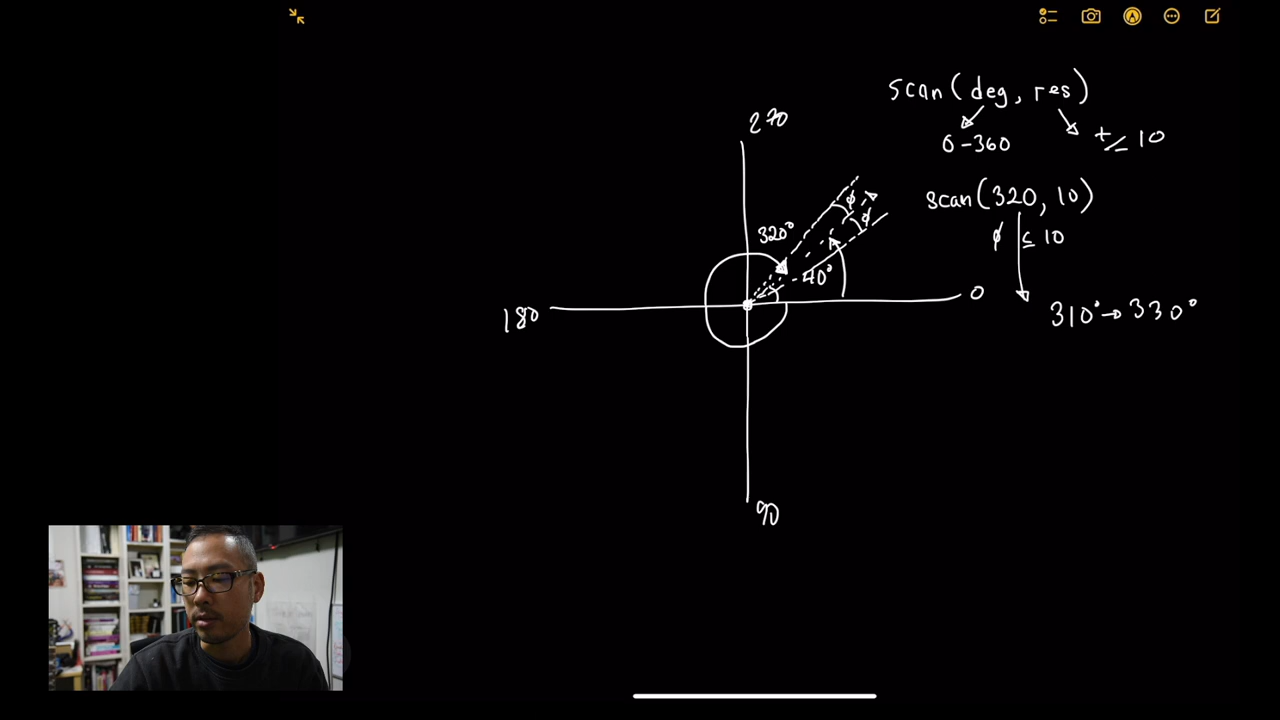 scan(deg, res)
270
0-360
+/≤ 10
scan(320, 10)
320°
ϕ
ϕ
ϕ ≤ 10
40°
0
180
310° → 330°
90